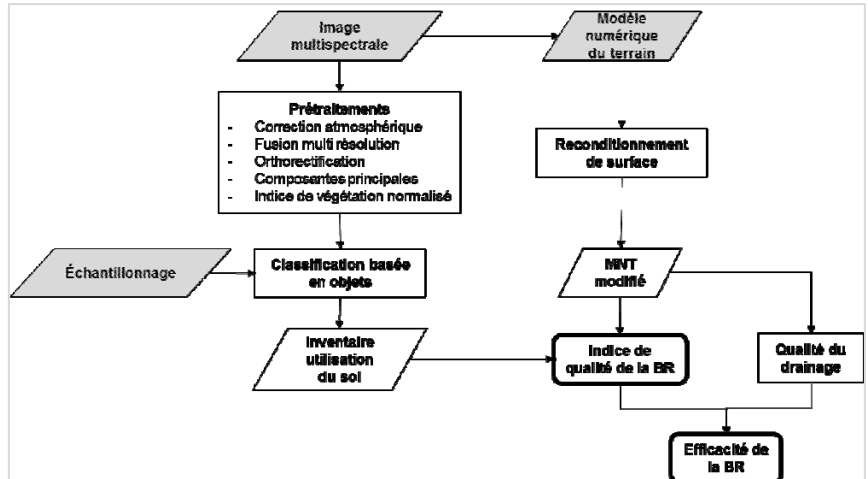 Image
multispectrale
Modèle
numérique
du terrain
Prétraitements
- Correction atmosphérique
- Fusion multi résolution
- Orthorectification
- Composantes principales
- Indice de végétation normalisé
Reconditionnement
de surface
Échantillonnage
Classification basée
en objets
MNT
modifié
Inventaire
utilisation
du sol
Indice de
qualité de la BR
Qualité du
drainage
Efficacité de
la BR